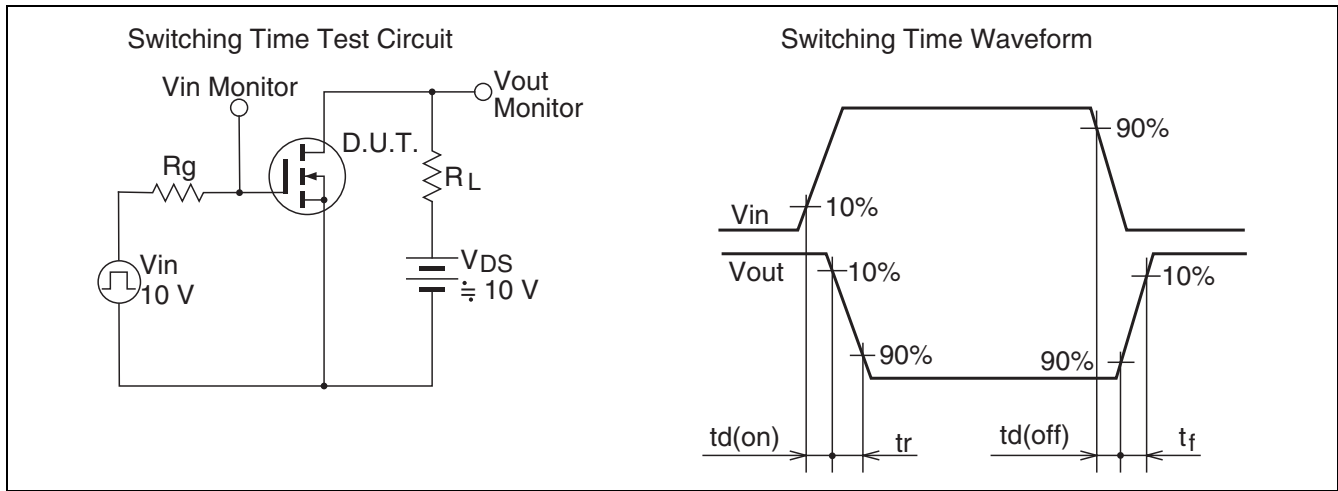 Switching Time Test Circuit
Vin Monitor
Vout
Monitor
D.U.T.
Rg
RL
Vin
10 V
VDS
≒ 10 V
Switching Time Waveform
90%
10%
Vin
Vout
10%
10%
90%
90%
td(on)
tr
td(off)
tf